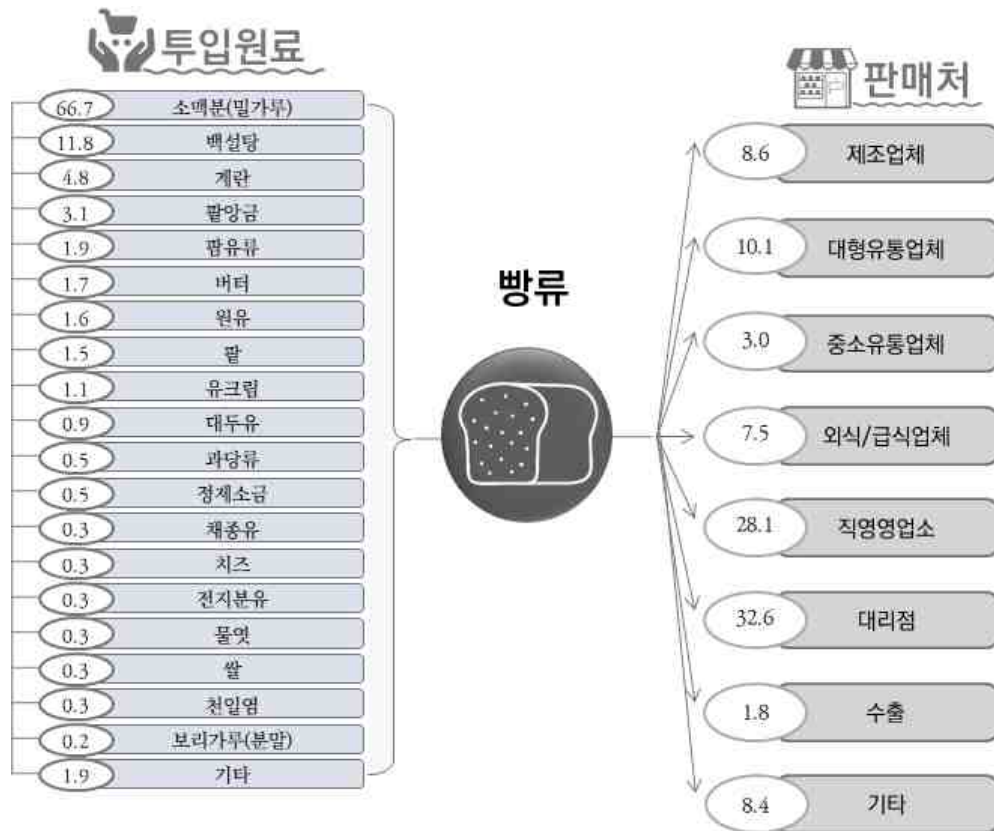 투입원료
66.7 소맥분(밀가루)
11.8 백설탕
4.8 계란
3.1 팥앙금
1.9 팜유류
1.7 버터
1.6 원유
1.5 팥
1.1 유크림
0.9 대두유
0.5 과당류
0.5 정제소금
0.3 채종유
0.3 치즈
0.3 전지분유
0.3 물엿
0.3 쌀
0.3 천일염
0.2 보리가루(분말)
1.9 기타
빵류
판매처
8.6 제조업체
10.1 대형유통업체
3.0 중소유통업체
7.5 외식/급식업체
28.1 직영영업소
32.6 대리점
1.8 수출
8.4 기타